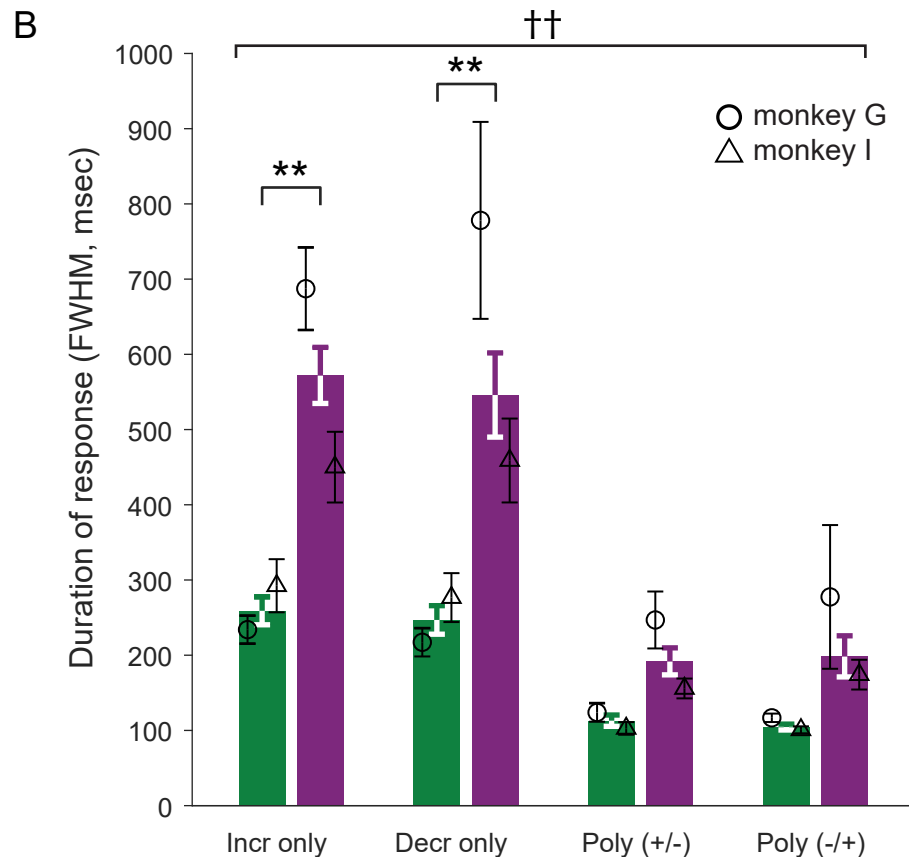 B
††
**
**
monkey G
monkey I
Duration of response (FWHM, msec)
1000
900
800
700
600
500
400
300
200
100
0
Incr only
Decr only
Poly (+/-)
Poly (-/+)